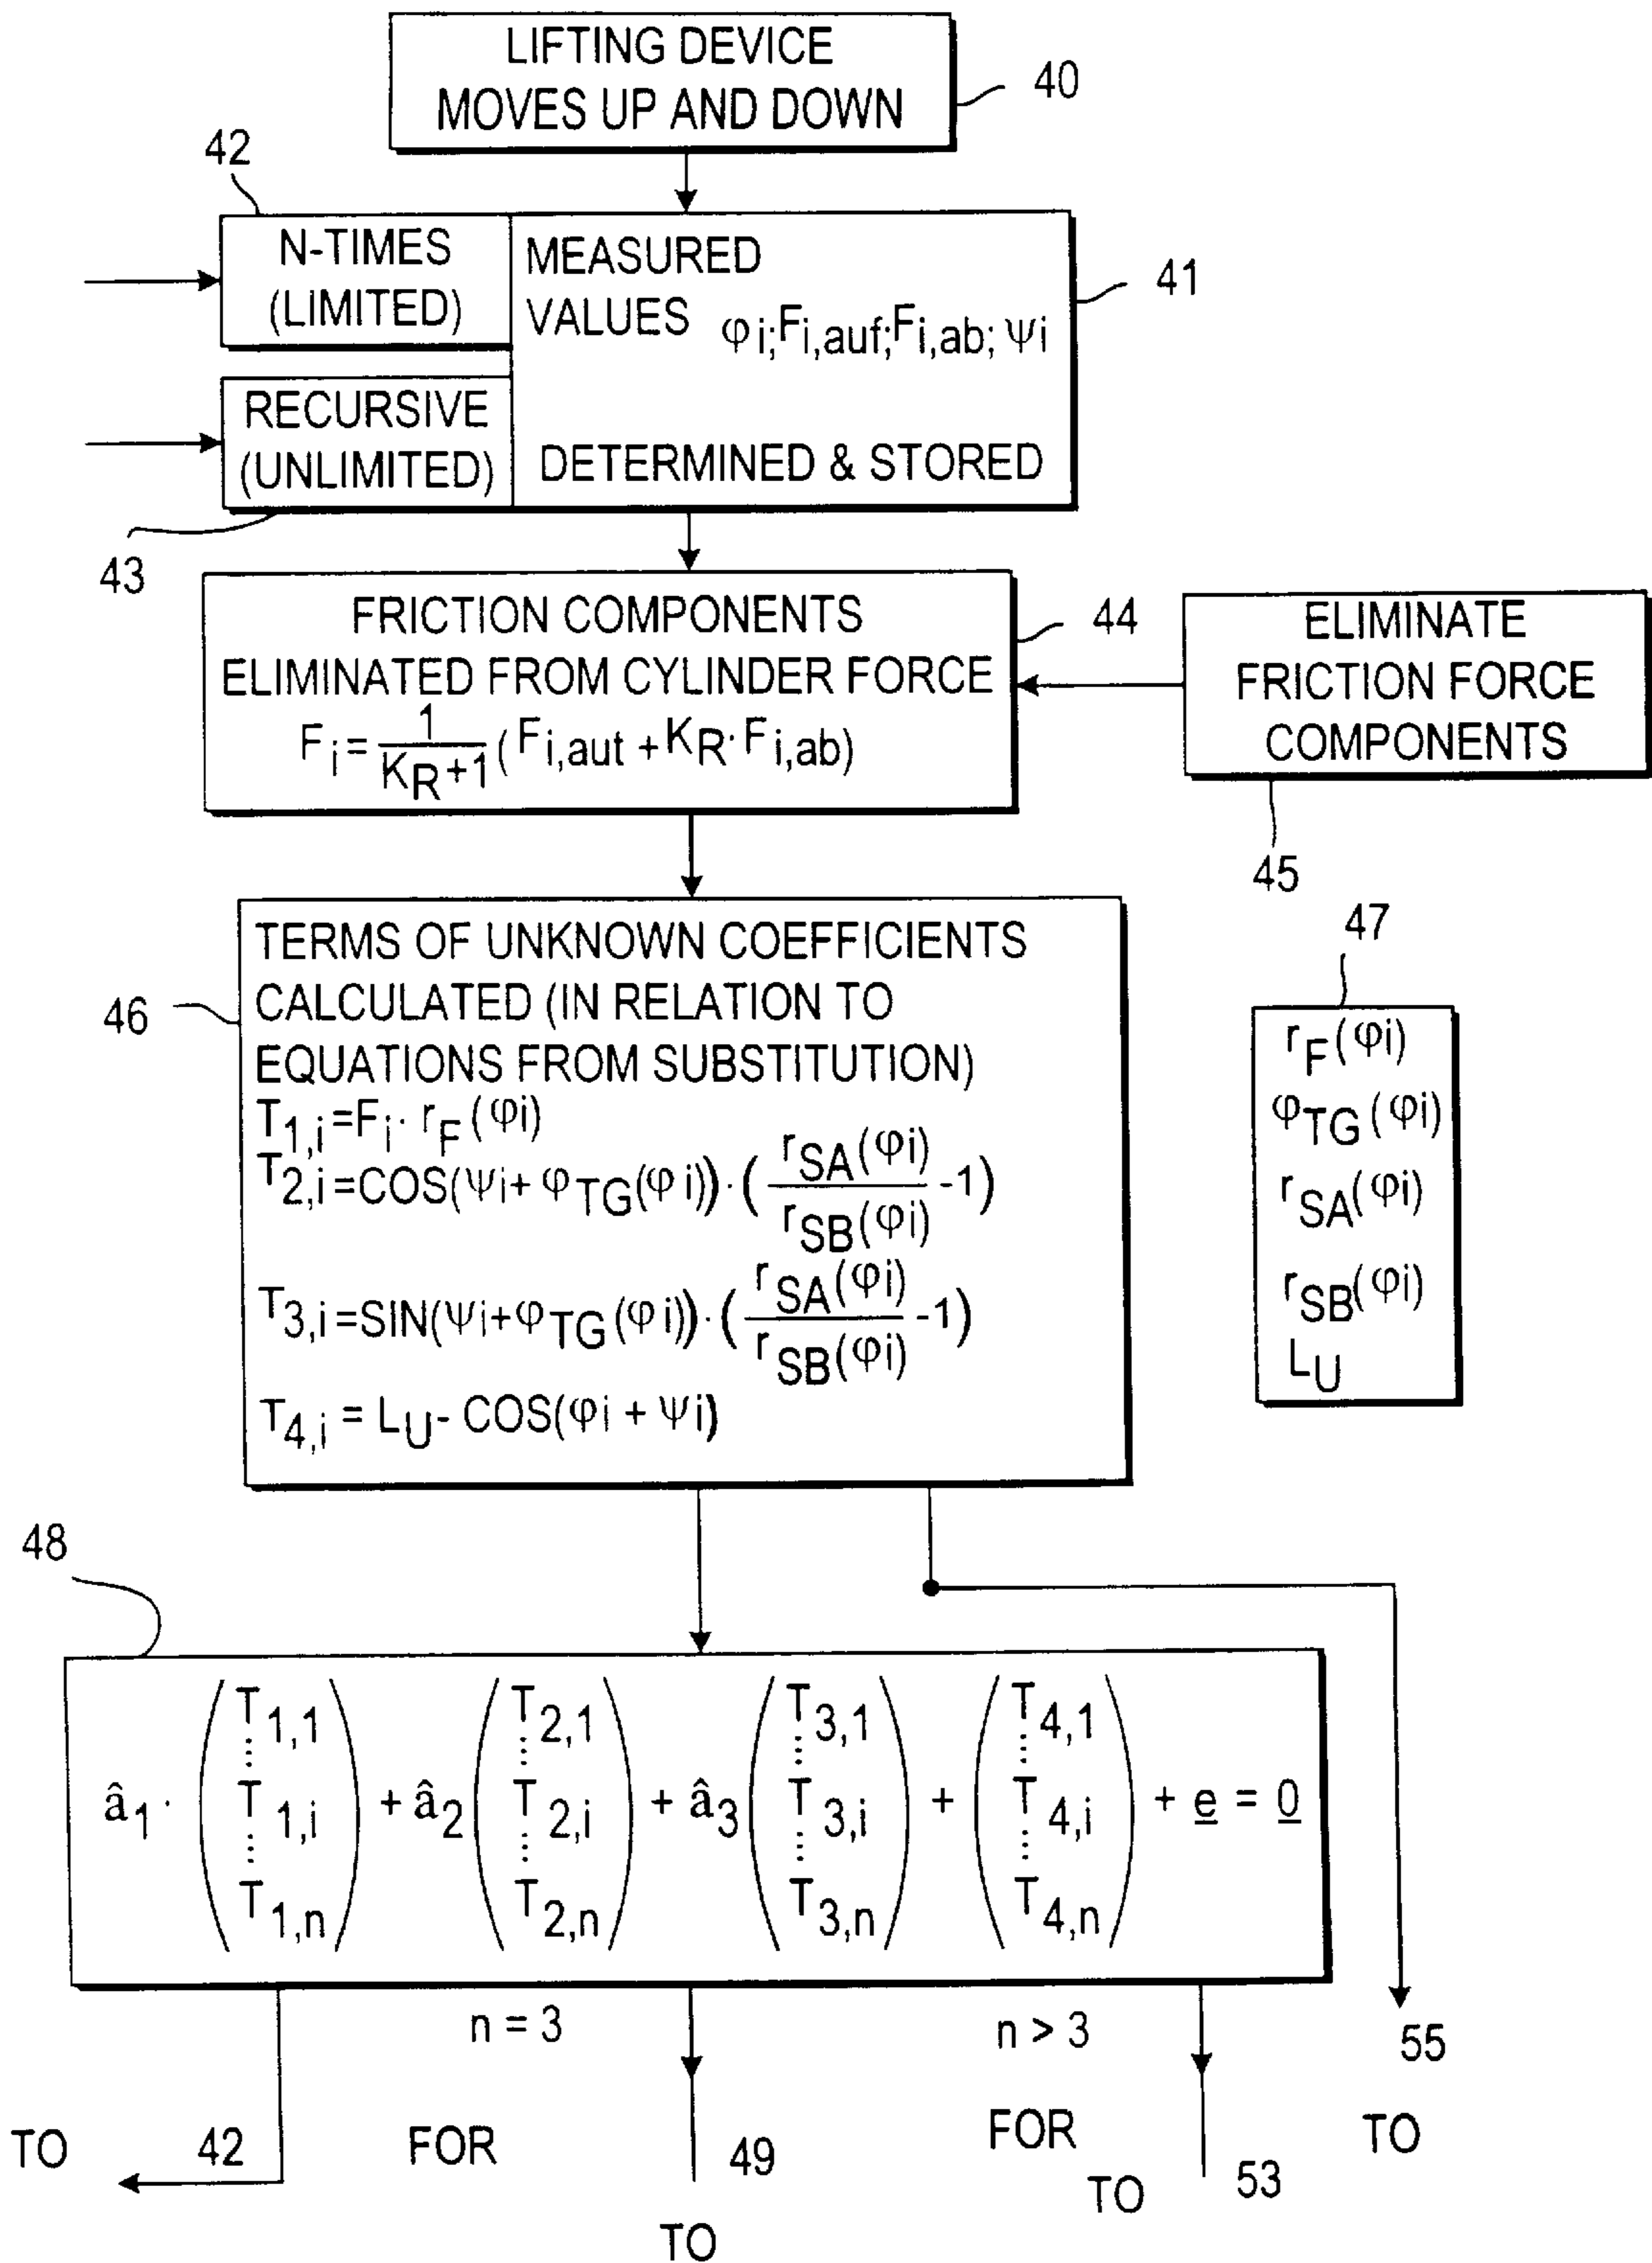 LIFTING DEVICE
MOVES UP AND DOWN
40
42
N-TIMES
(LIMITED)
MEASURED
VALUES φi;Fi,auf;Fi,ab; ψi
41
RECURSIVE
(UNLIMITED)
DETERMINED & STORED
43
FRICTION COMPONENTS
ELIMINATED FROM CYLINDER FORCE
Fi = 1/(KR+1) (Fi,aut + KR· Fi,ab)
44
ELIMINATE
FRICTION FORCE
COMPONENTS
45
46
TERMS OF UNKNOWN COEFFICIENTS
CALCULATED (IN RELATION TO
EQUATIONS FROM SUBSTITUTION)
T1,i =Fi · rF (φi)
T2,i =COS(ψi+ φTG(φi)) · (rSA(φi)/rSB(φi) -1)
T3,i =SIN(ψi+φTG(φi)) · (rSA(φi)/rSB(φi) -1)
T4,i = LU- COS(φi + ψi)
47
rF(φi)
φTG(φi)
rSA(φi)
rSB(φi)
LU
48
â1 · (T1,1 ... T1,i ... T1,n) + â2 (T2,1 ... T2,i ... T2,n) + â3 (T3,1 ... T3,i ... T3,n) + (T4,1 ... T4,i ... T4,n) + e = 0
n = 3
n > 3
55
TO
42
FOR
49
TO
FOR
TO
53
TO